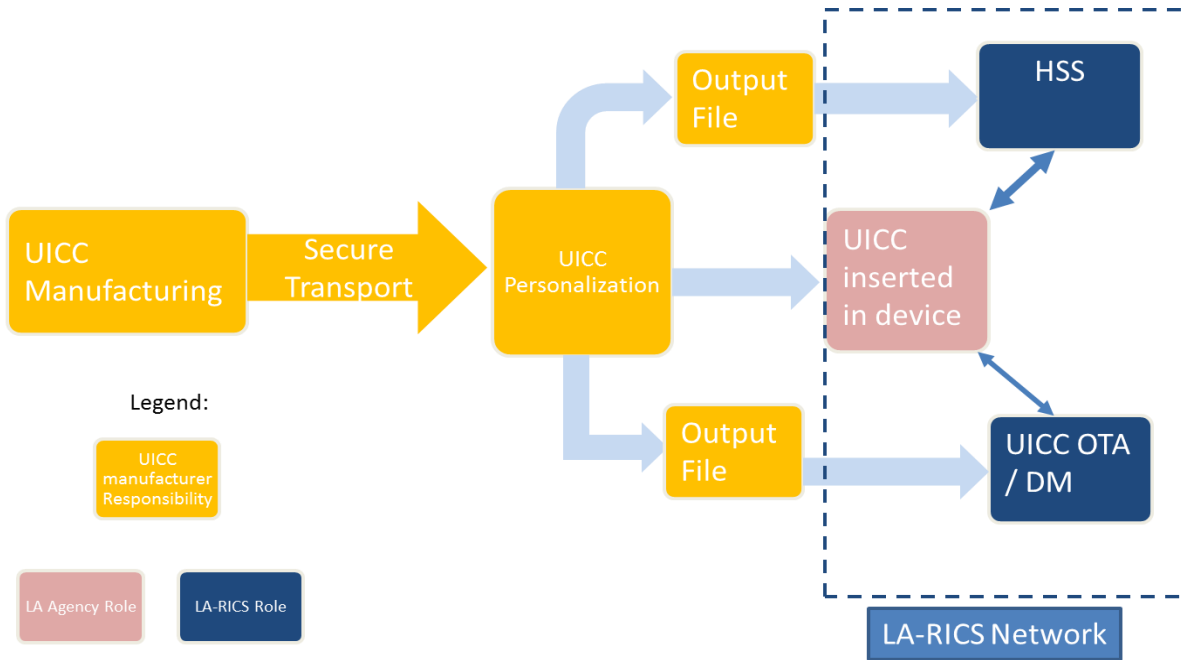 Output
File
HSS
UICC
Manufacturing
Secure
Transport
UICC
Personalization
UICC
inserted
in device
Legend:
UICC
manufacturer
Responsibility
Output
File
UICC OTA
/ DM
LA Agency Role
LA-RICS Role
LA-RICS Network